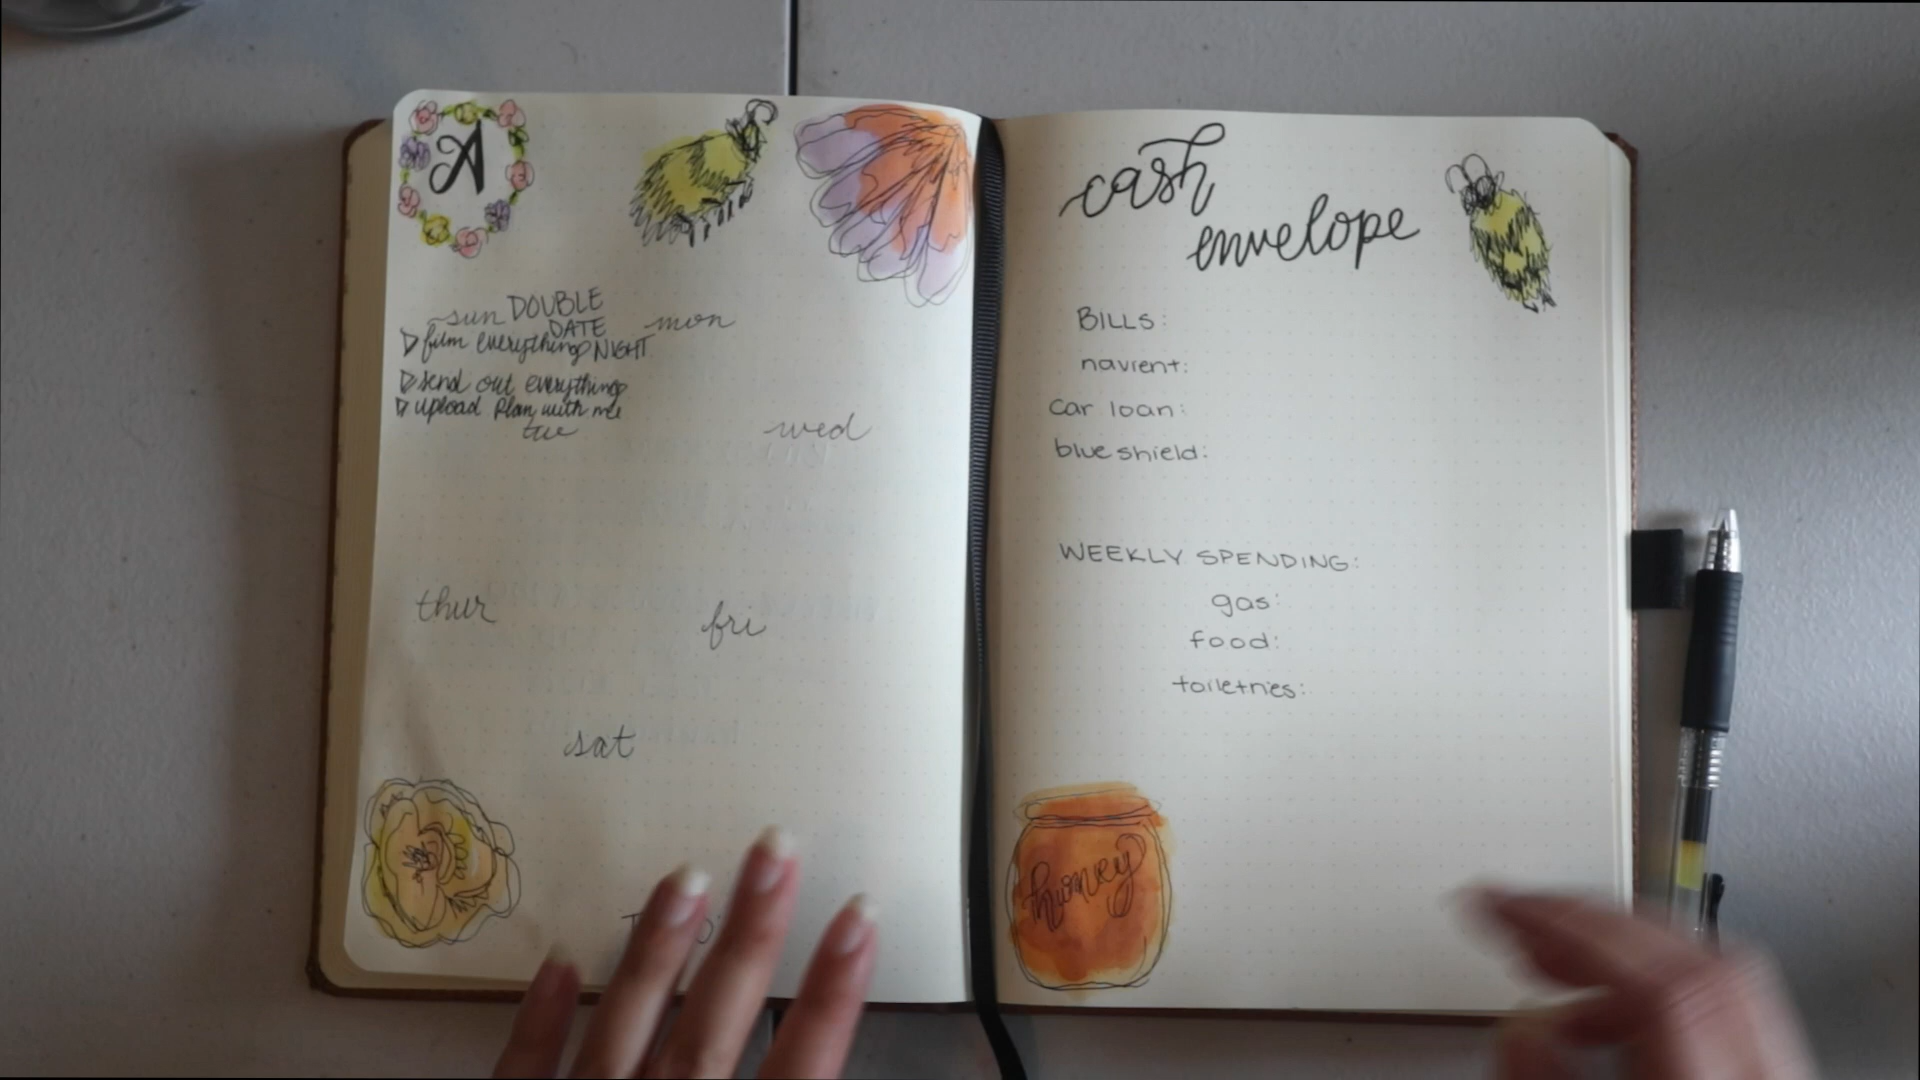 A
sun DOUBLE
DATE mon
film everything NIGHT
send out everything
upload plan with me
tue
wed
thur
fri
sat
cash
envelope
BILLS:
navient:
car loan:
blue shield:
WEEKLY SPENDING:
gas:
food:
toiletries:
huney